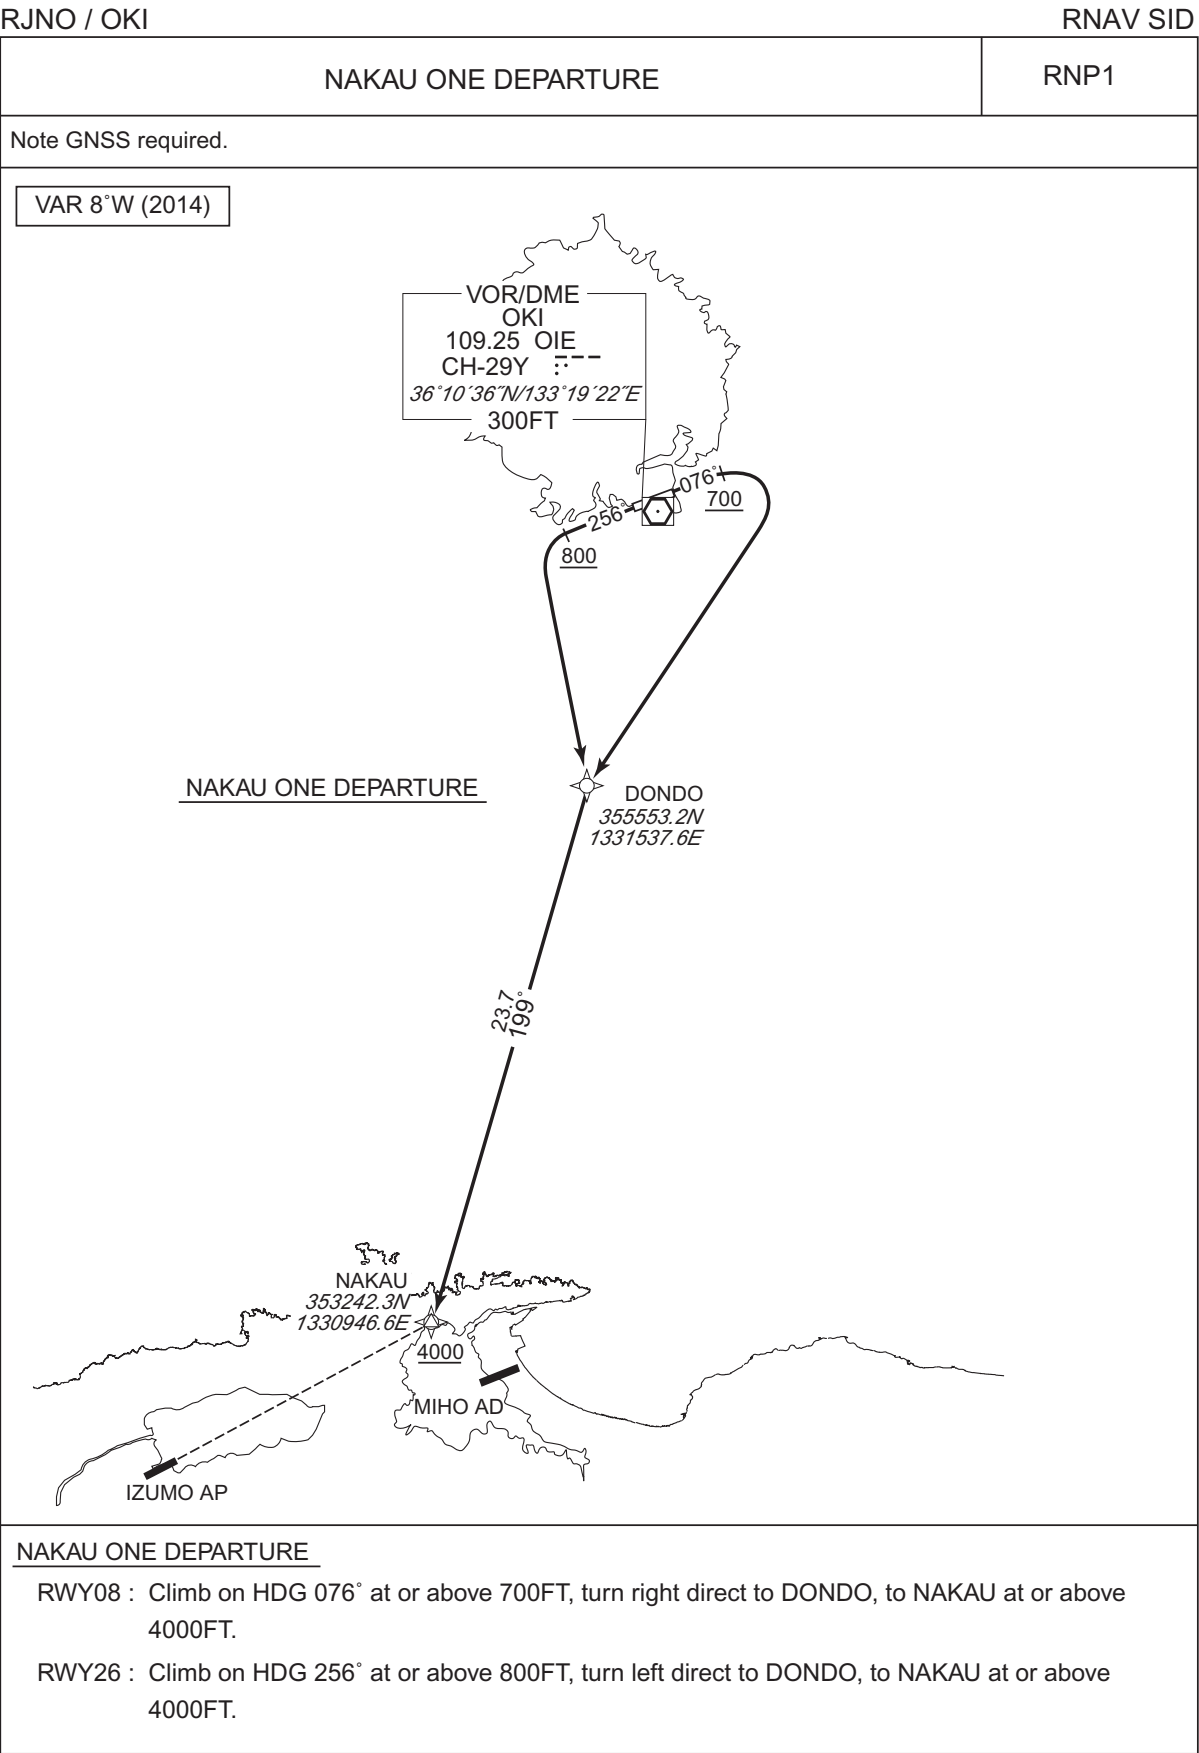 RJNO / OKI
RNAV SID
NAKAU ONE DEPARTURE
RNP1
Note GNSS required.
VAR 8˚W (2014)
VOR/DME
OKI
109.25 OIE
CH-29Y
36˚10´36˝N/133˚19´22˝E
300FT
076˚
700
256˚
800
NAKAU ONE DEPARTURE
DONDO
355553.2N
1331537.6E
23.7
199˚
NAKAU
353242.3N
1330946.6E
4000
MIHO AD
IZUMO AP
NAKAU ONE DEPARTURE
RWY08 : Climb on HDG 076˚ at or above 700FT, turn right direct to DONDO, to NAKAU at or above
4000FT.
RWY26 : Climb on HDG 256˚ at or above 800FT, turn left direct to DONDO, to NAKAU at or above
4000FT.